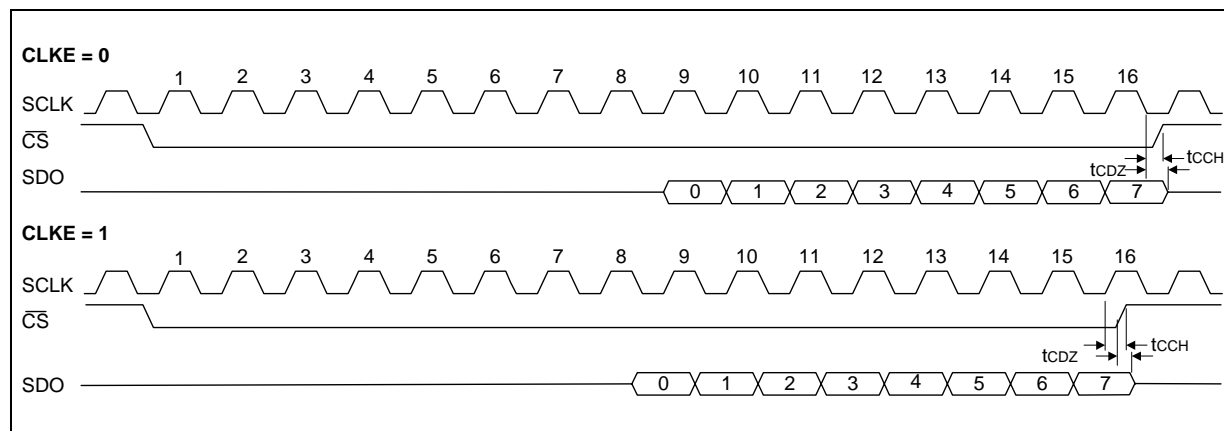 CLKE = 0
1 2 3 4 5 6 7 8 9 10 11 12 13 14 15 16
SCLK
CS
tCCH
tCDZ
SDO
0 1 2 3 4 5 6 7
CLKE = 1
1 2 3 4 5 6 7 8 9 10 11 12 13 14 15 16
SCLK
CS
tCDZ tCCH
SDO
0 1 2 3 4 5 6 7